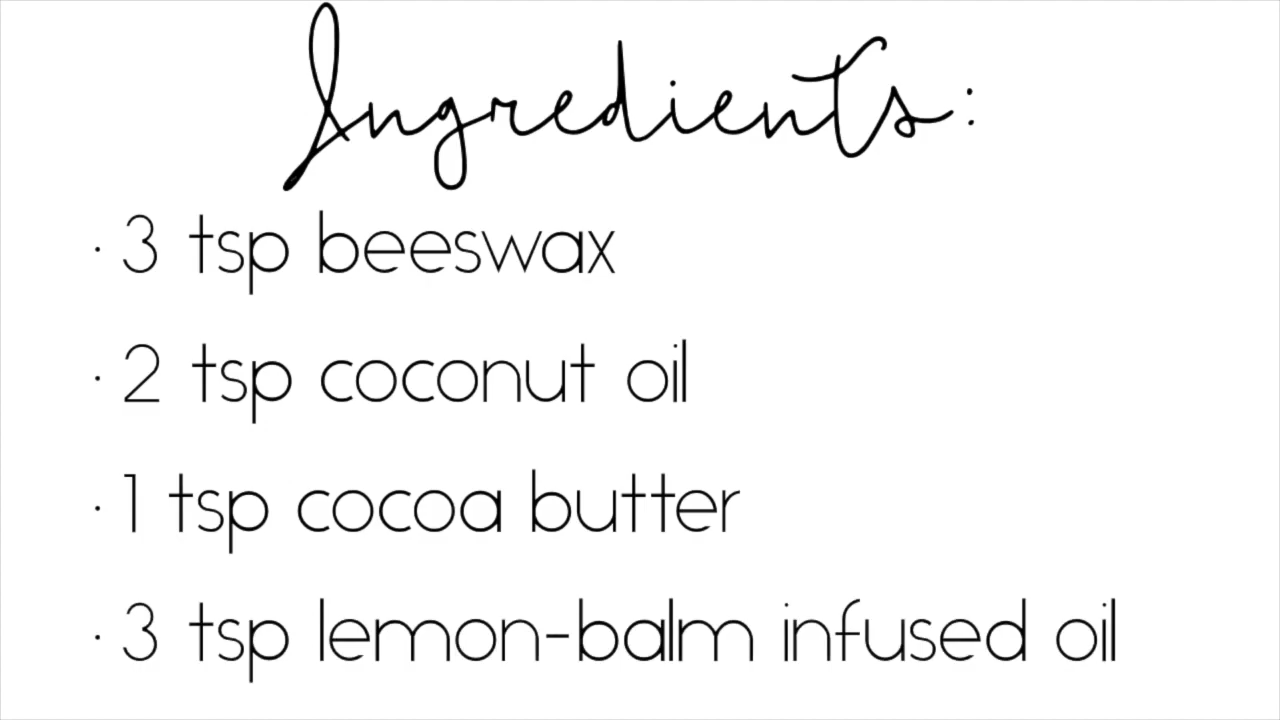 Ingredients:
· 3 tsp beeswax
· 2 tsp coconut oil
· 1 tsp cocoa butter
· 3 tsp lemon-balm infused oil